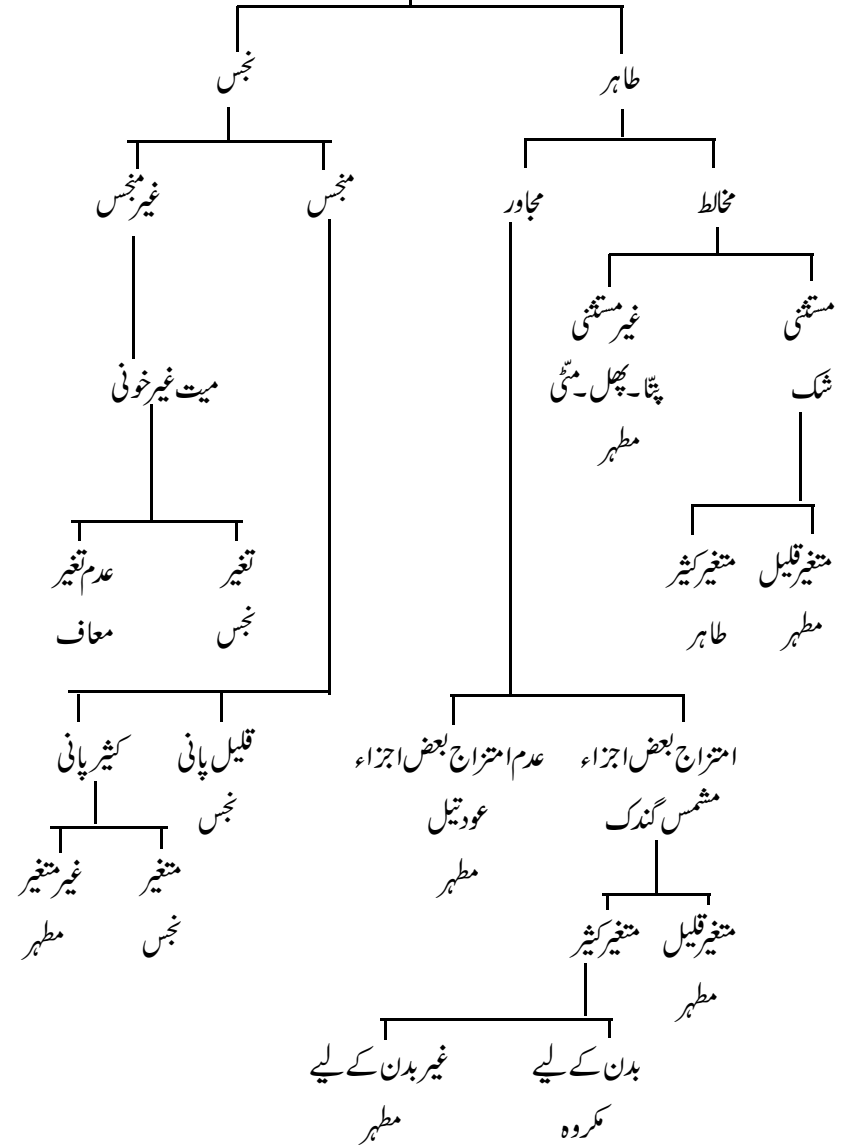 طاہر نجس
مخالط مجاور منجس غیر منجس
مستثنی غیر مستثنی
شک پتّا۔پھل۔مٹّی میت غیر خونی
مطہر
متغیر قلیل متغیر کثیر تغیر عدم تغیر
مطہر طاہر نجس معاف
امتزاج بعض اجزاء عدم امتزاج بعض اجزاء قلیل پانی کثیر پانی
مشمس گندک عود تیل نجس
مطہر متغیر غیر متغیر
متغیر قلیل متغیر کثیر نجس مطہر
مطہر
بدن کے لیے غیر بدن کے لیے
مکروہ مطہر